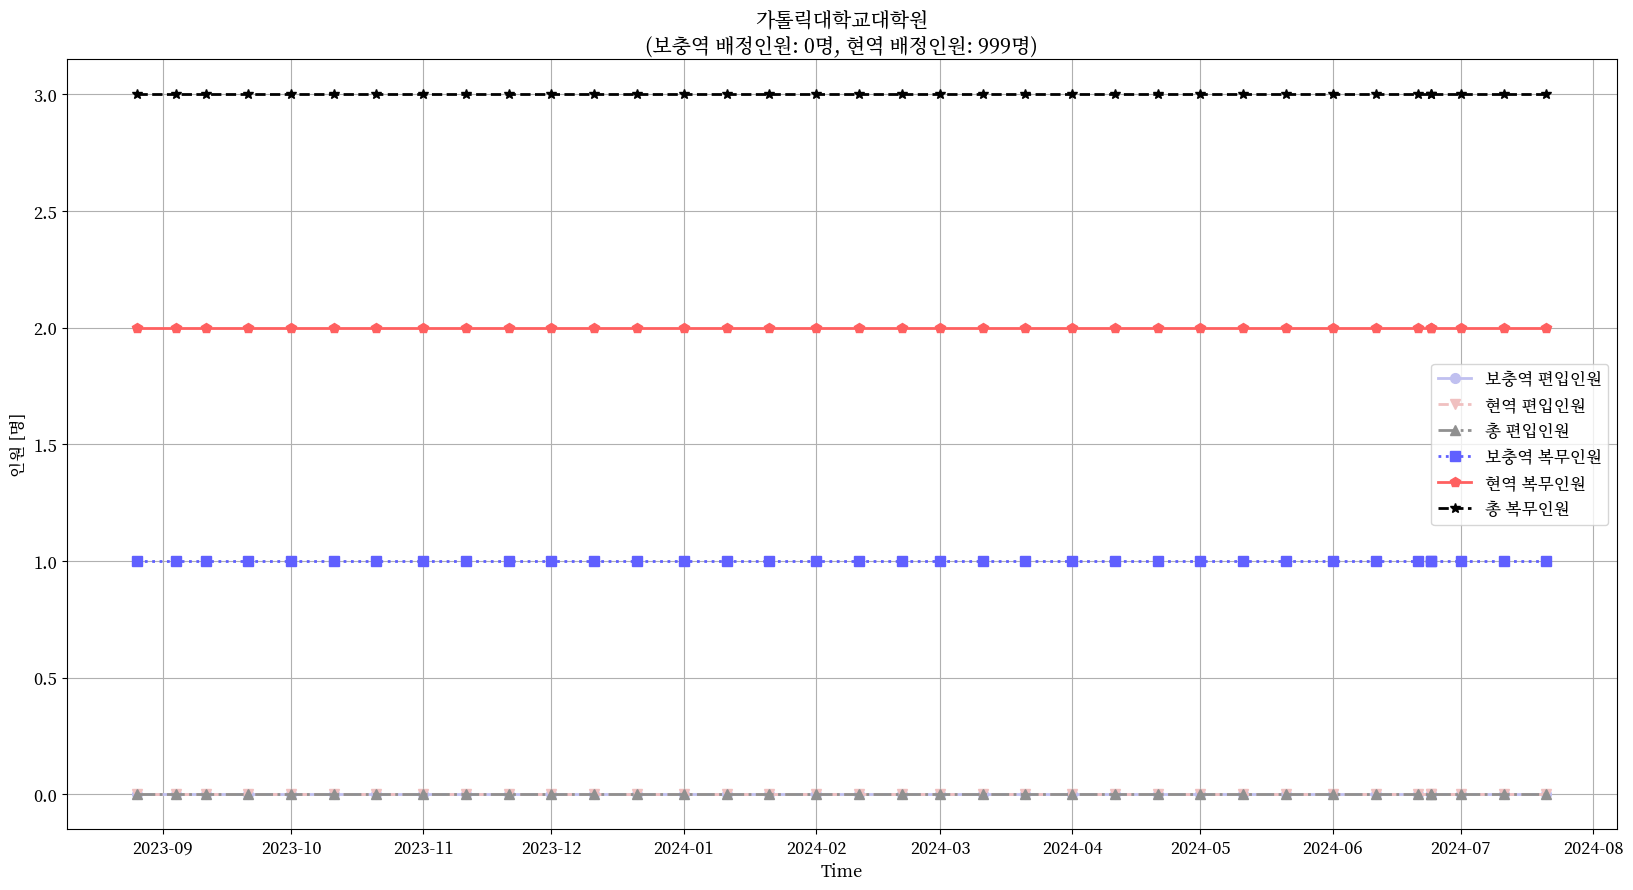 가톨릭대학교대학원
(보충역 배정인원: 0명, 현역 배정인원: 999명)
인원 [명]
3.0
2.5
2.0
1.5
1.0
0.5
0.0
보충역 편입인원
현역 편입인원
총 편입인원
보충역 복무인원
현역 복무인원
총 복무인원
2023-09 2023-10 2023-11 2023-12 2024-01 2024-02 2024-03 2024-04 2024-05 2024-06 2024-07 2024-08
Time